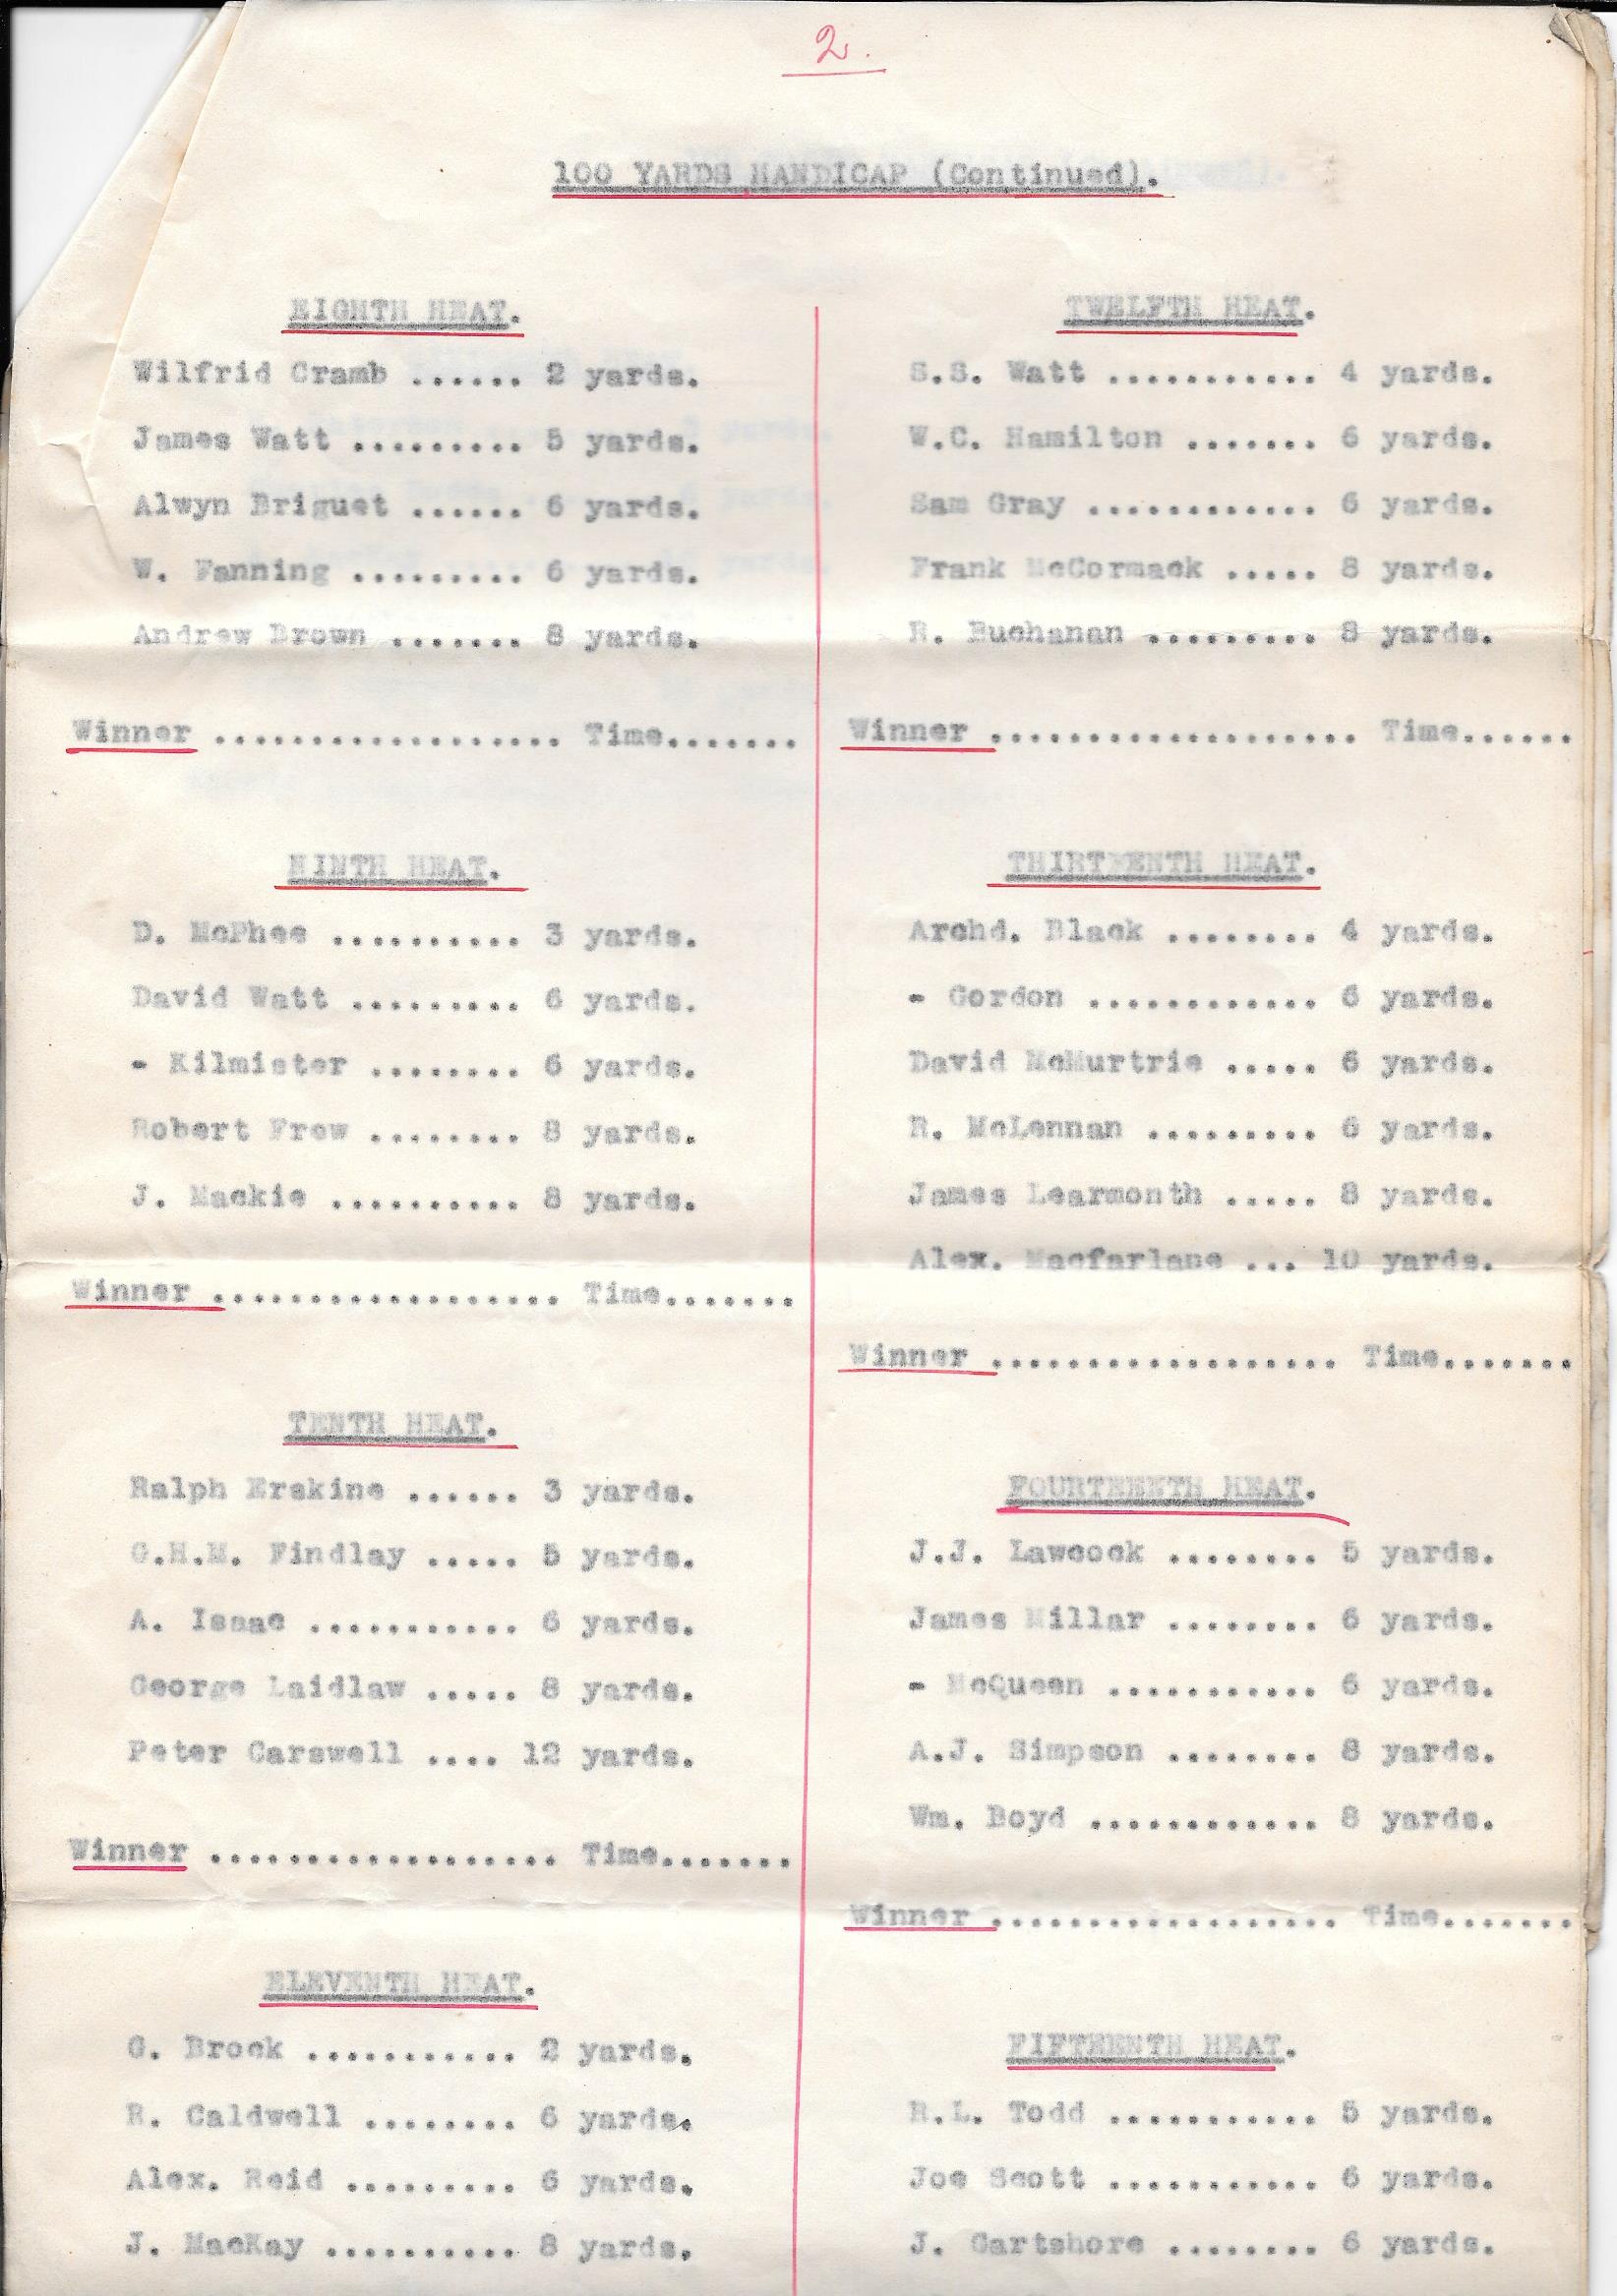 2.
100 YARDS HANDICAP (Continued).
EIGHTH HEAT.
Wilfrid Cramb ...... 2 yards.
James Watt ......... 5 yards.
Alwyn Briguet ...... 6 yards.
W. Fanning ......... 6 yards.
Andrew Brown ....... 8 yards.
Winner .................. Time.......
NINTH HEAT.
D. McPhee .......... 3 yards.
David Watt ......... 6 yards.
- Kilmister ........ 6 yards.
Robert Frew ........ 8 yards.
J. Mackie .......... 8 yards.
Winner .................. Time.......
TENTH HEAT.
Ralph Erskine ...... 3 yards.
G.H.M. Findlay ..... 5 yards.
A. Isaac ........... 6 yards.
George Laidlaw ..... 8 yards.
Peter Carswell .... 12 yards.
Winner .................. Time.......
ELEVENTH HEAT.
G. Brock ........... 2 yards.
R. Caldwell ........ 6 yards.
Alex. Reid ......... 6 yards.
J. MacKay .......... 8 yards.
TWELFTH HEAT.
S.S. Watt ........... 4 yards.
W.C. Hamilton ....... 6 yards.
Sam Gray ............ 6 yards.
Frank McCormack ..... 8 yards.
R. Buchanan ......... 8 yards.
Winner ................... Time......
THIRTEENTH HEAT.
Archd. Black ........ 4 yards.
- Gordon ............ 6 yards.
David McMurtrie ..... 6 yards.
R. McLennan ......... 6 yards.
James Learmonth ..... 8 yards.
Alex. Macfarlane ... 10 yards.
Winner .................. Time.......
FOURTEENTH HEAT.
J.J. Lawcock ........ 5 yards.
James Millar ........ 6 yards.
- McQueen ........... 6 yards.
A.J. Simpson ........ 8 yards.
Wm. Boyd ............ 8 yards.
Winner .................. Time.......
FIFTEENTH HEAT.
R.L. Todd ........... 5 yards.
Joe Scott ........... 6 yards.
J. Gartshore ........ 6 yards.